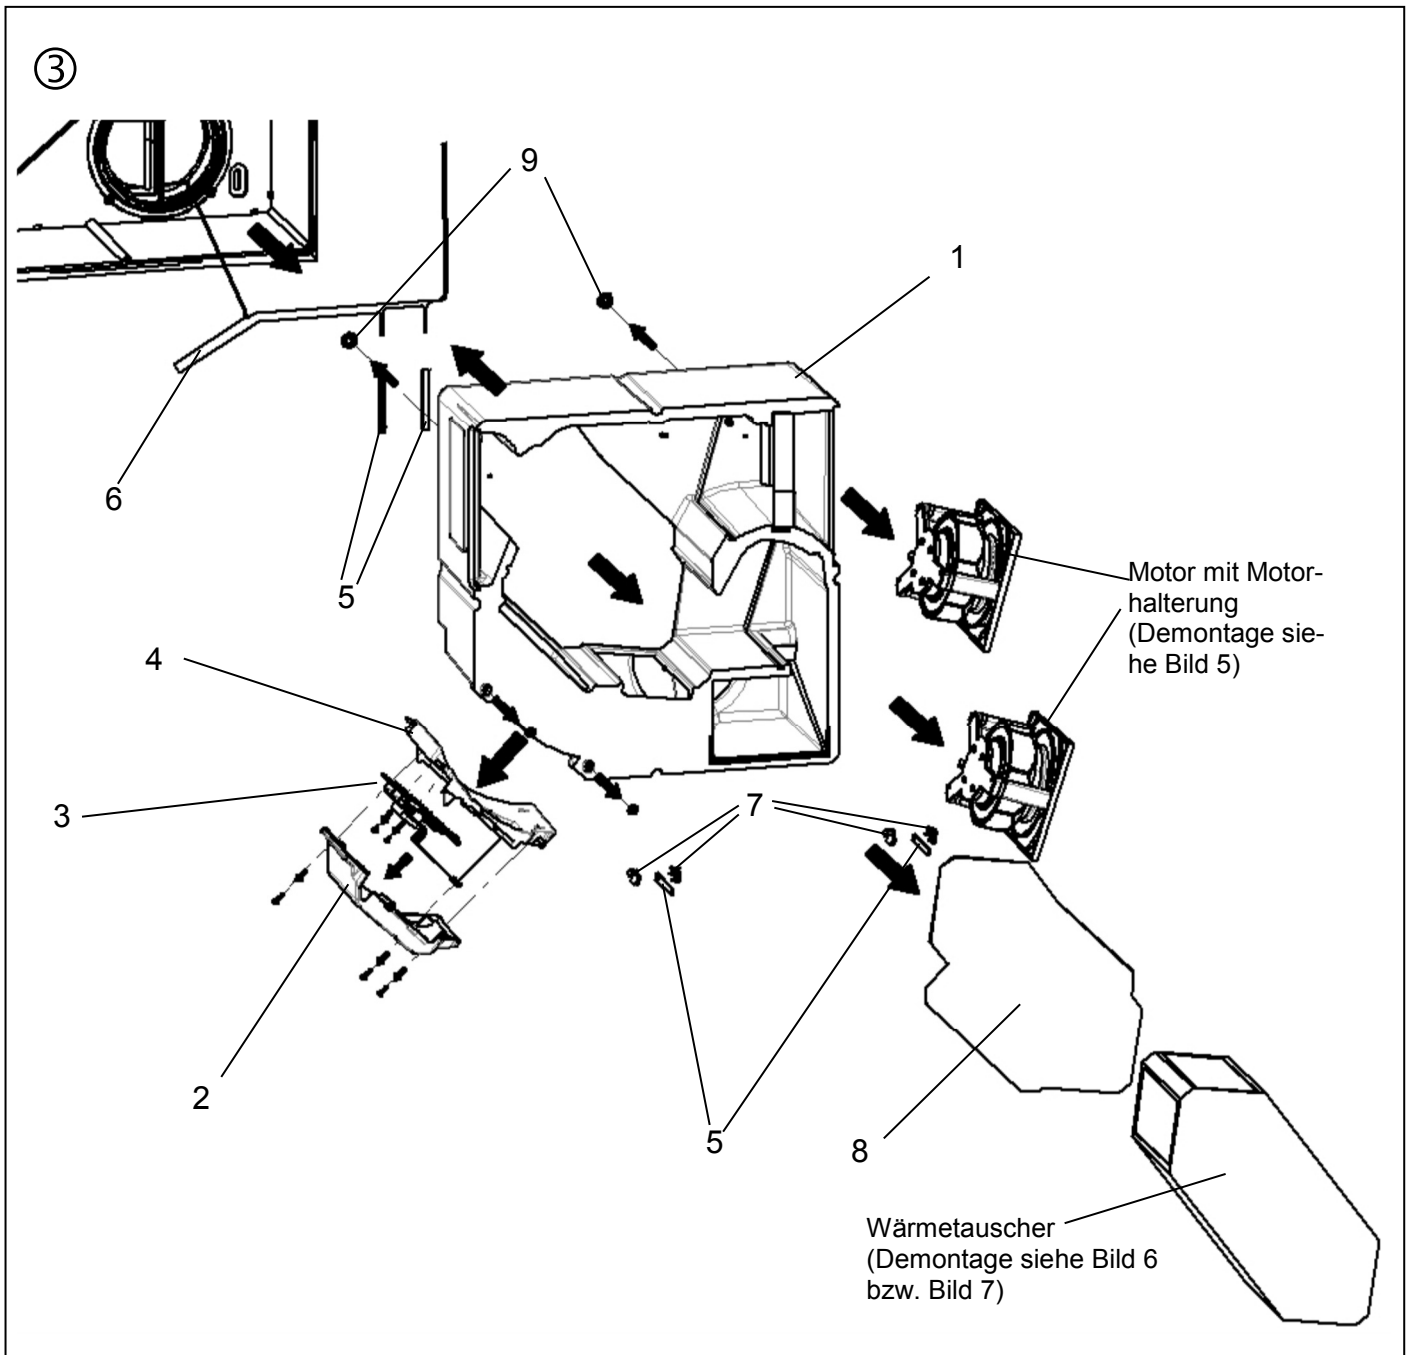 ③
9
1
6
5
4
3
2
7
5
8
Motor mit Motor-
halterung
(Demontage sie-
he Bild 5)
Wärmetauscher
(Demontage siehe Bild 6
bzw. Bild 7)